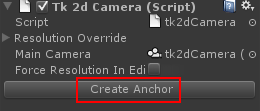 Tk 2d Camera (Script)
Script tk2dCamera
Resolution Override
Main Camera tk2dCamera (
Force Resolution In Edi
Create Anchor